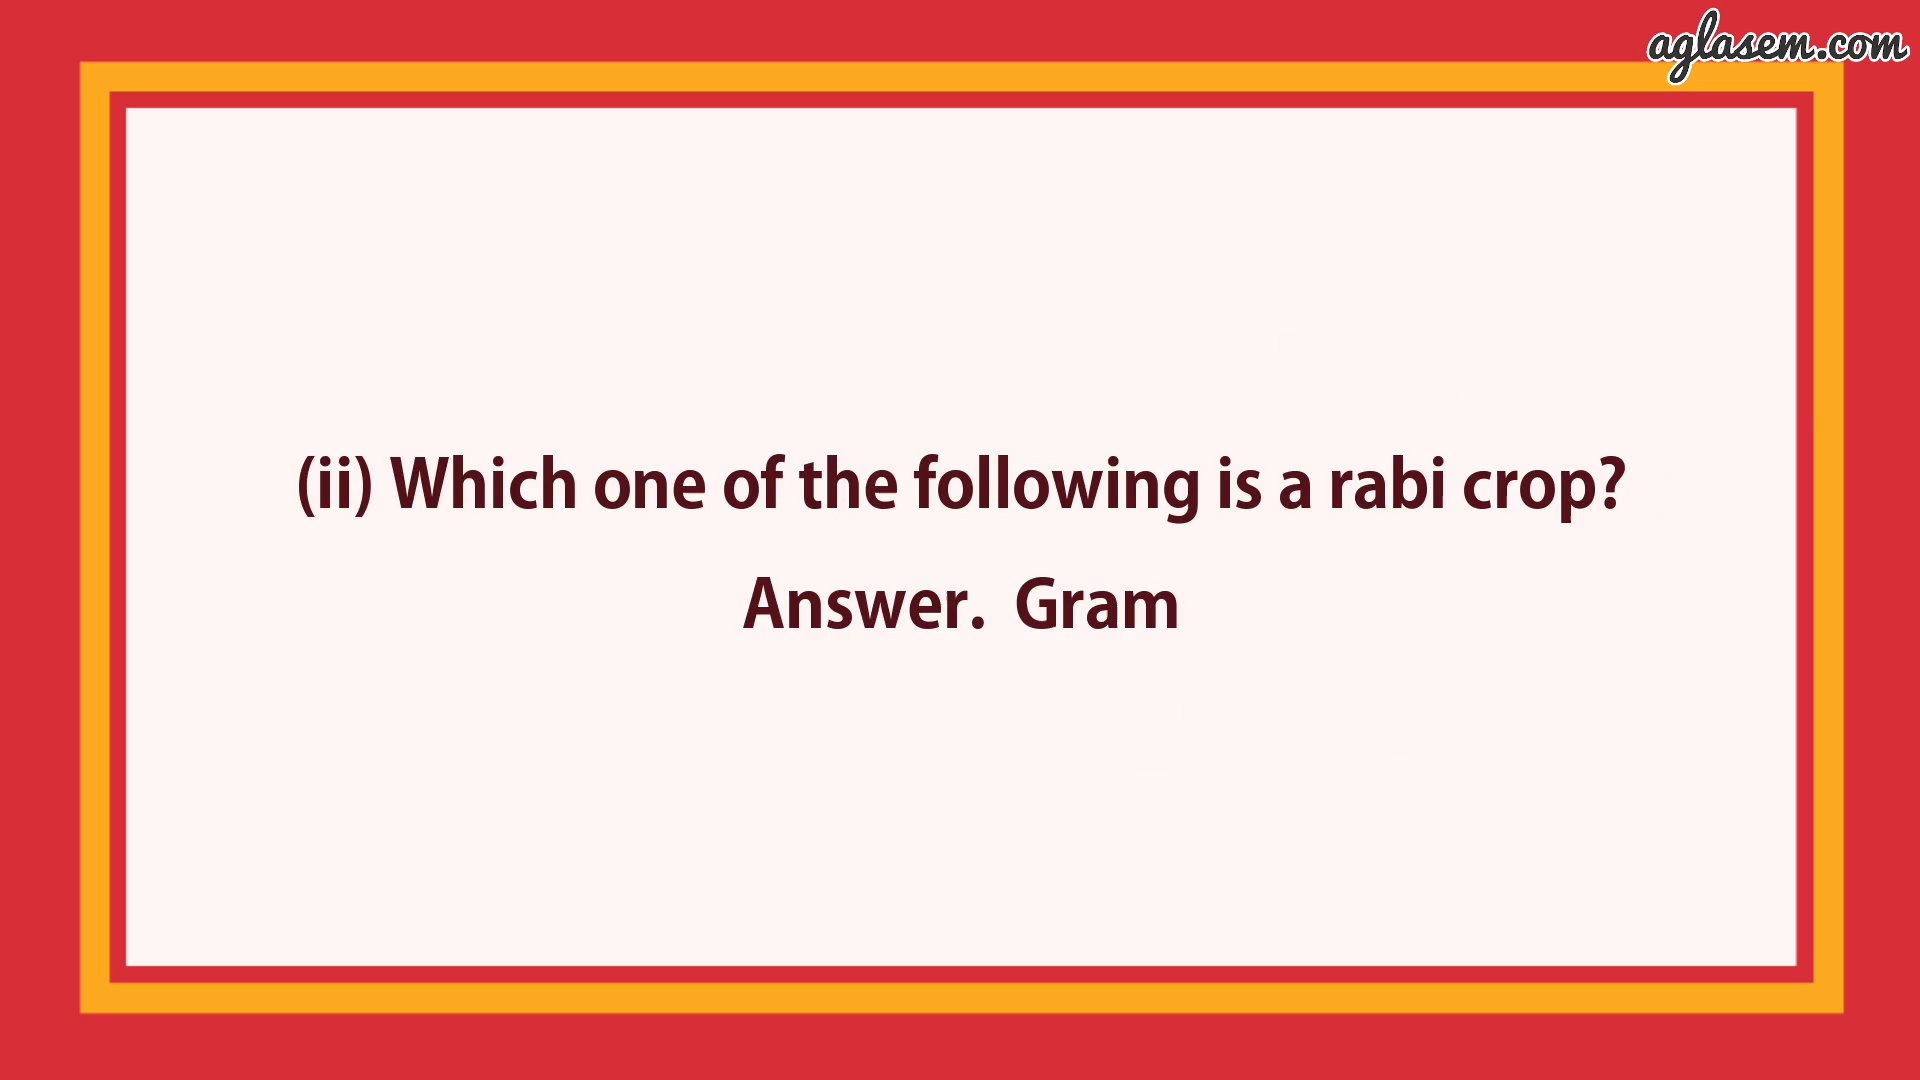 aglasem.com
(ii) Which one of the following is a rabi crop?
Answer.  Gram